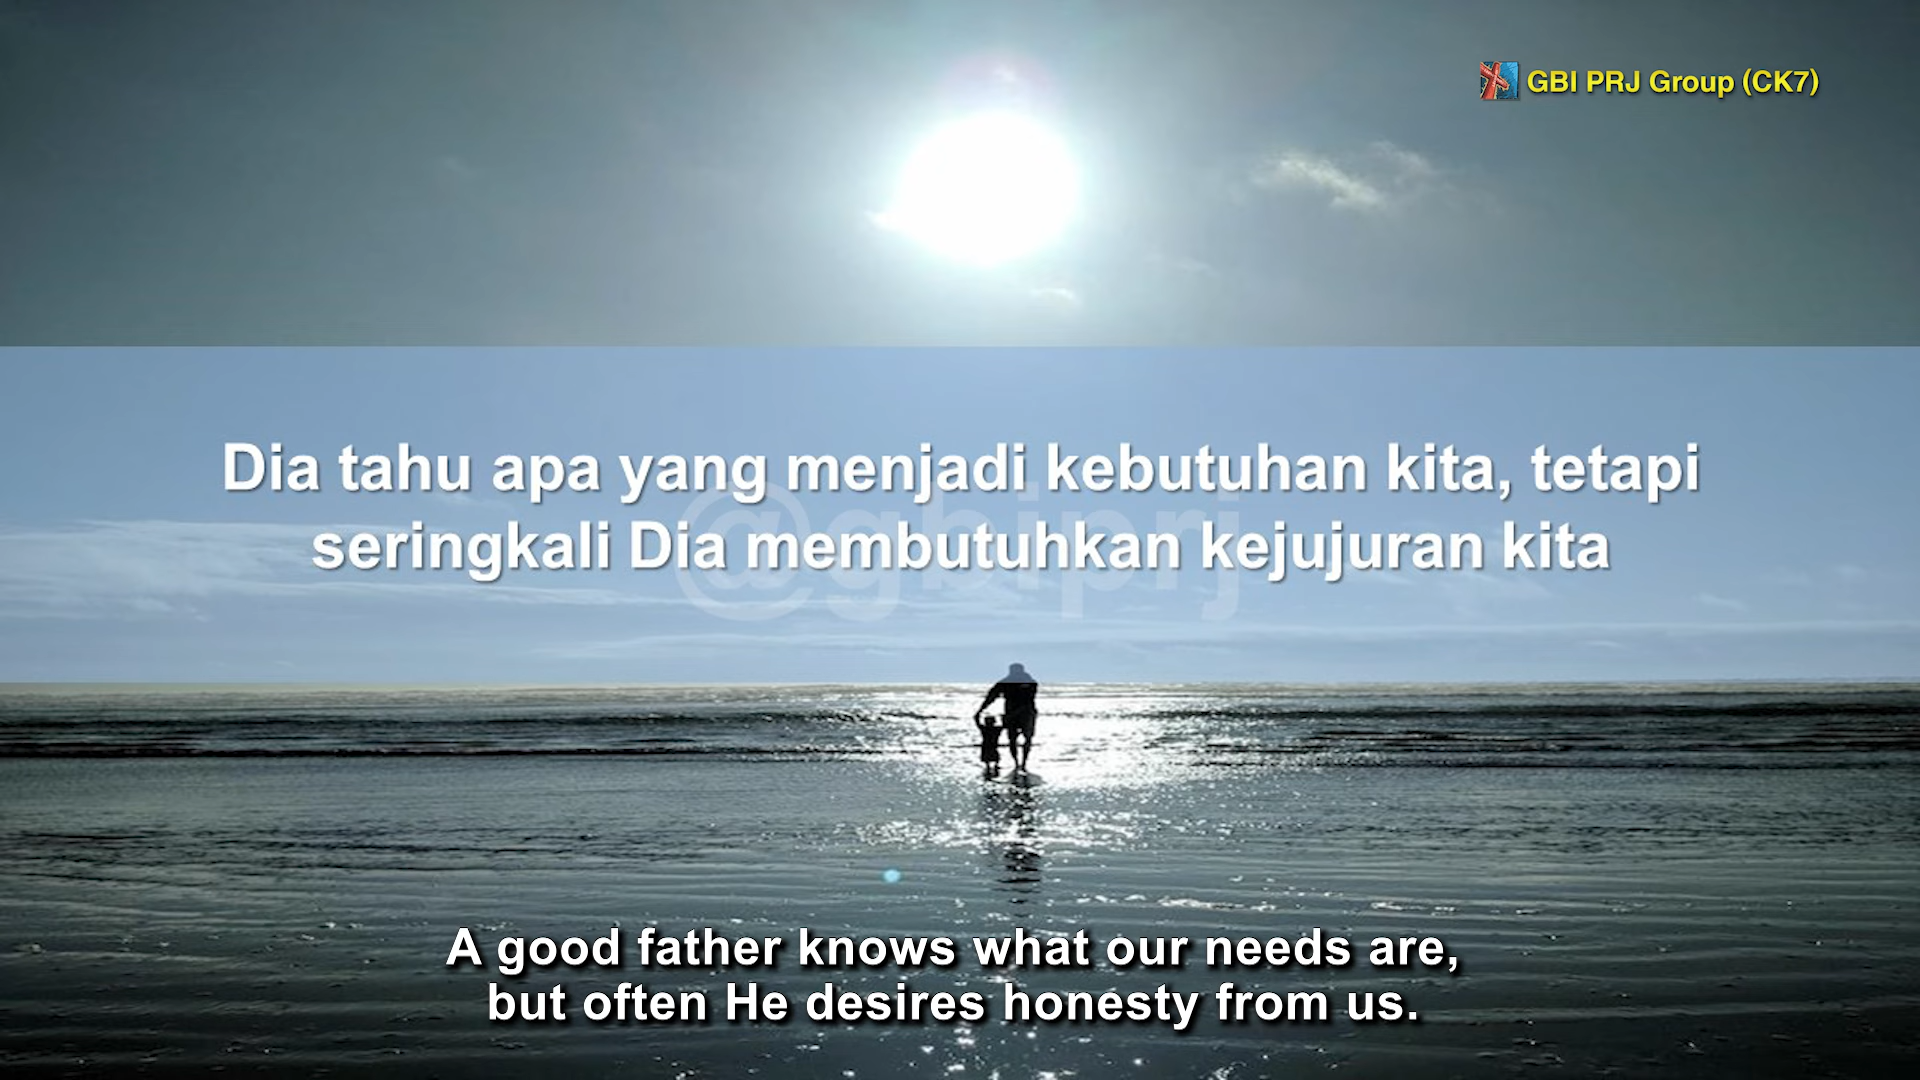 GBI PRJ Group (CK7)
Dia tahu apa yang menjadi kebutuhan kita, tetapi
seringkali Dia membutuhkan kejujuran kita
@gbiprj
A good father knows what our needs are,
but often He desires honesty from us.